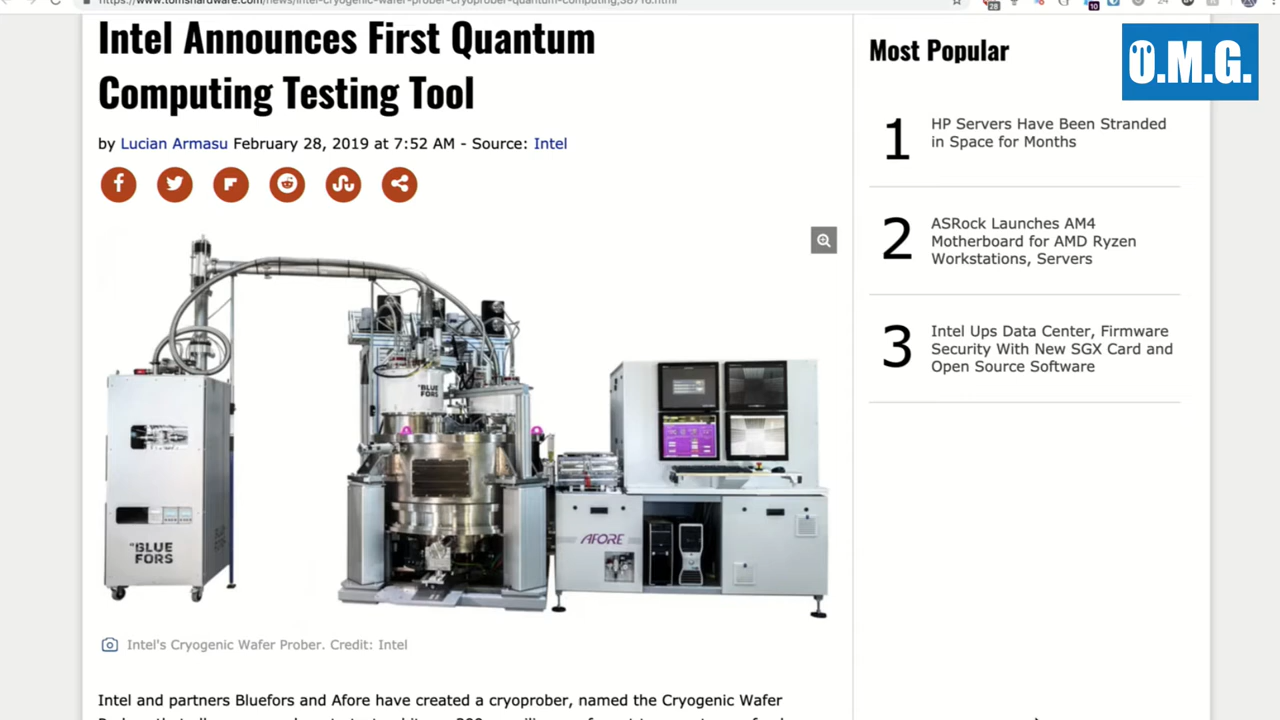 Intel Announces First Quantum
Computing Testing Tool
by Lucian Armasu February 28, 2019 at 7:52 AM - Source: Intel
BLUE
FORS
BLUE
FORS
AFORE
Intel's Cryogenic Wafer Prober. Credit: Intel
Intel and partners Bluefors and Afore have created a cryoprober, named the Cryogenic Wafer
O.M.G.
Most Popular
1
HP Servers Have Been Stranded
in Space for Months
2
ASRock Launches AM4
Motherboard for AMD Ryzen
Workstations, Servers
3
Intel Ups Data Center, Firmware
Security With New SGX Card and
Open Source Software